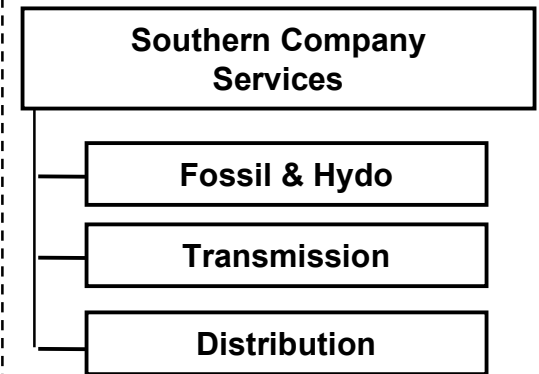 Southern Company
Services
Fossil & Hydo
Transmission
Distribution